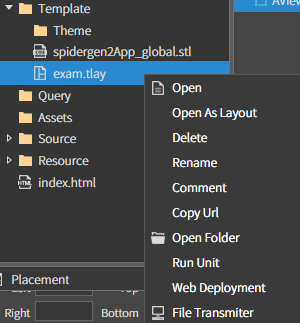 Template
Theme
spidergen2App_global.stl
exam.tlay
Query
Assets
Source
Resource
index.html
Placement
Right
Bottom
Open
Open As Layout
Delete
Rename
Comment
Copy Url
Open Folder
Run Unit
Web Deployment
File Transmiter